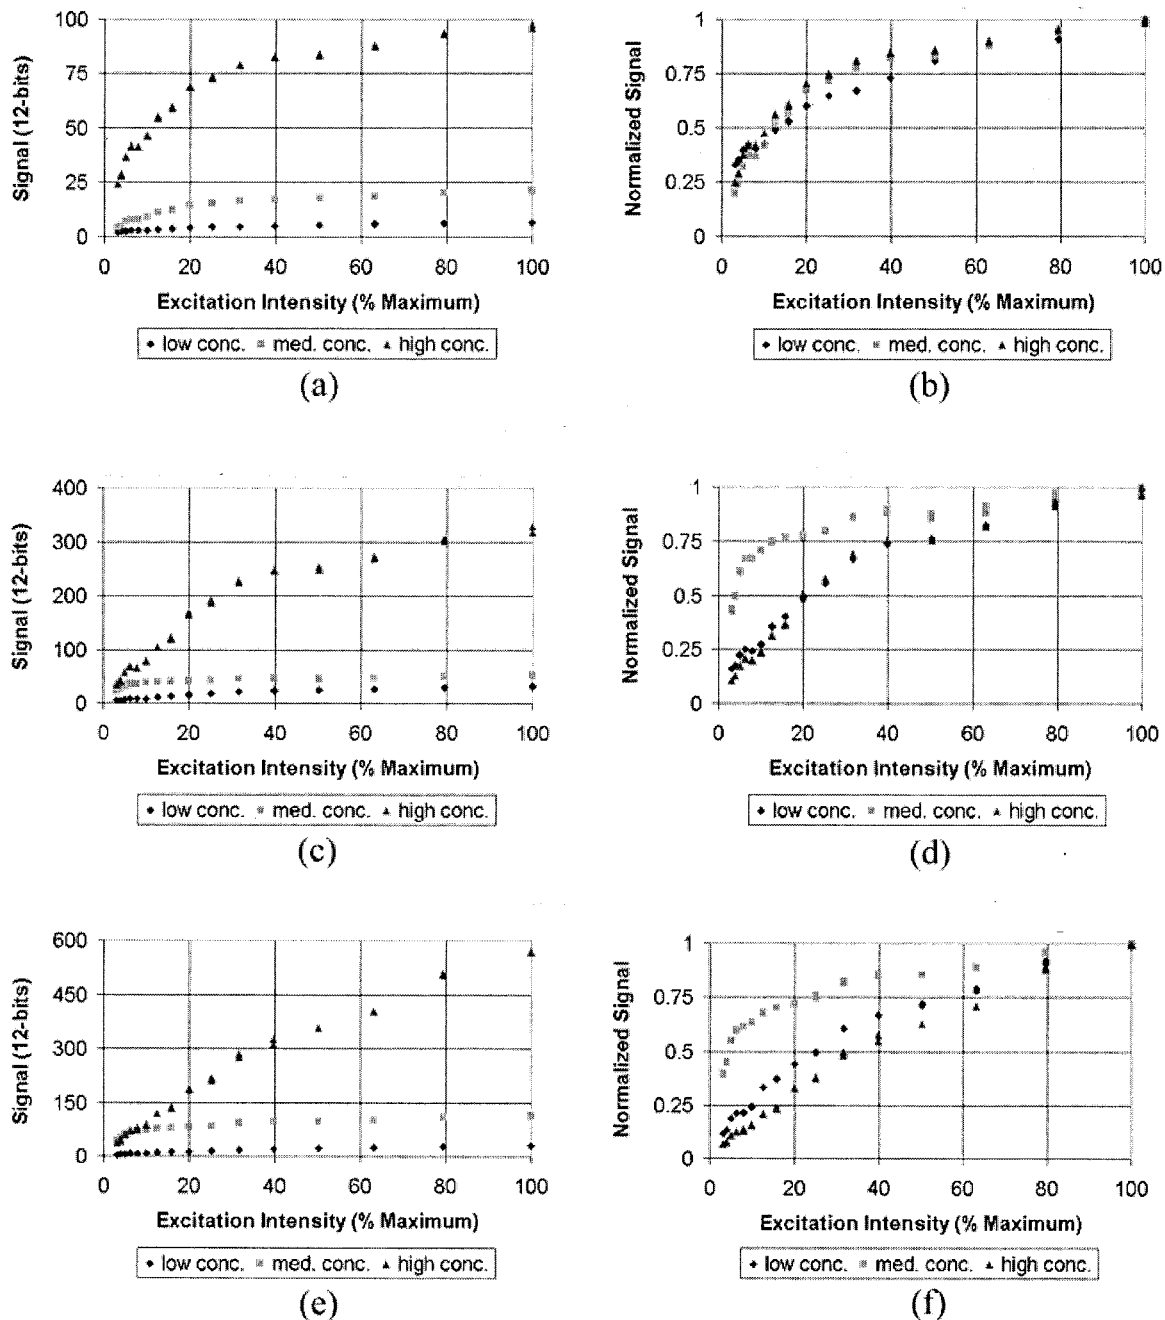 Signal (12-bits)
100
75
50
25
0
0 20 40 60 80 100
Excitation Intensity (% Maximum)
low conc. med. conc. high conc.
(a)
Normalized Signal
1
0.75
0.5
0.25
0
0 20 40 60 80 100
Excitation Intensity (% Maximum)
low conc. med. conc. high conc.
(b)
Signal (12-bits)
400
300
200
100
0
0 20 40 60 80 100
Excitation Intensity (% Maximum)
low conc. med. conc. high conc.
(c)
Normalized Signal
1
0.75
0.5
0.25
0
0 20 40 60 80 100
Excitation Intensity (% Maximum)
low conc. med. conc. high conc.
(d)
Signal (12-bits)
600
450
300
150
0
0 20 40 60 80 100
Excitation Intensity (% Maximum)
low conc. med. conc. high conc.
(e)
Normalized Signal
1
0.75
0.5
0.25
0
0 20 40 60 80 100
Excitation Intensity (% Maximum)
low conc. med. conc. high conc.
(f)